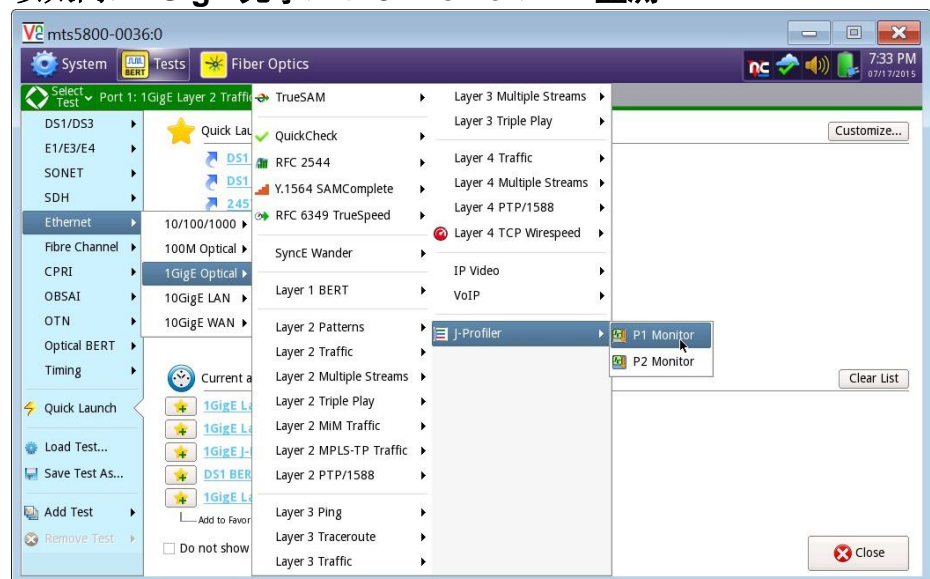 mts5800-0036:0
System
BERT
Tests
Fiber Optics
7:33 PM
07/17/2015
Select
Test
Port 1: 1GigE Layer 2 Traffic
DS1/DS3
E1/E3/E4
SONET
SDH
Ethernet
Fibre Channel
CPRI
OBSAI
OTN
Optical BERT
Timing
Quick Launch
Load Test...
Save Test As...
Add Test
Remove Test
Quick Lau
Customize...
DS1
DS1
245
10/100/1000
100M Optical
1GigE Optical
10GigE LAN
10GigE WAN
Current a
Clear List
1GigE La
1GigE La
1GigE J-
DS1 BER
1GigE La
Add to Favor
Do not show
Close
TrueSAM
QuickCheck
RFC 2544
Y.1564 SAMComplete
RFC 6349 TrueSpeed
SyncE Wander
Layer 1 BERT
Layer 2 Patterns
Layer 2 Traffic
Layer 2 Multiple Streams
Layer 2 Triple Play
Layer 2 MiM Traffic
Layer 2 MPLS-TP Traffic
Layer 2 PTP/1588
Layer 3 Ping
Layer 3 Traceroute
Layer 3 Traffic
Layer 3 Multiple Streams
Layer 3 Triple Play
Layer 4 Traffic
Layer 4 Multiple Streams
Layer 4 PTP/1588
Layer 4 TCP Wirespeed
IP Video
VoIP
J-Profiler
P1 Monitor
P2 Monitor